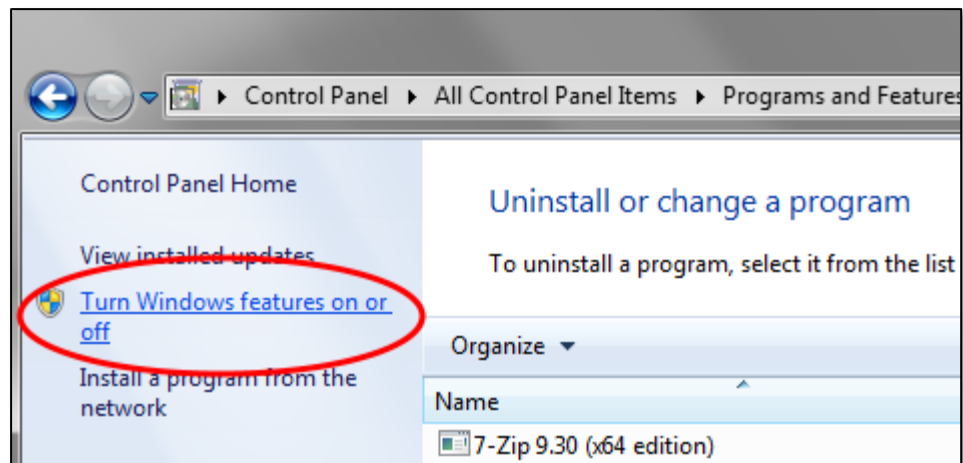 Control Panel ▸ All Control Panel Items ▸ Programs and Features
Control Panel Home
View installed updates
Turn Windows features on or
off
Install a program from the
network
Uninstall or change a program
To uninstall a program, select it from the list
Organize
Name
7-Zip 9.30 (x64 edition)